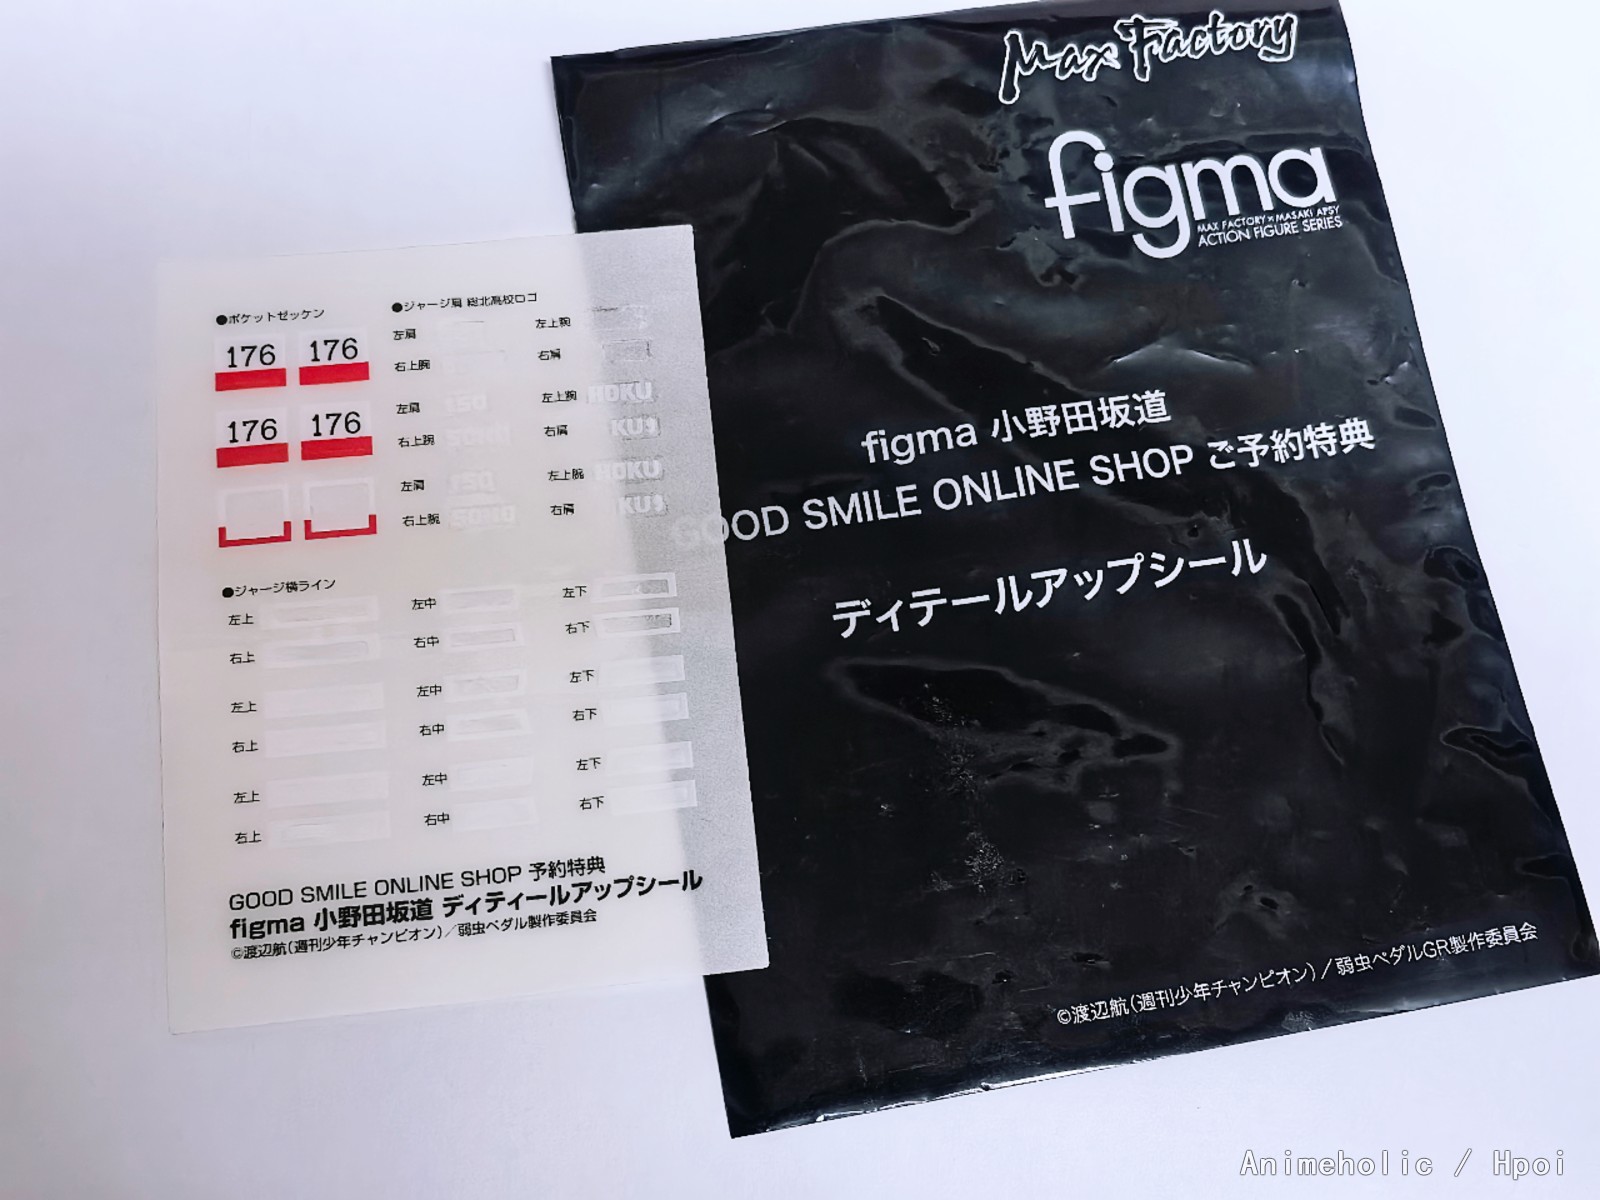 Max Factory
figma
MAX FACTORY × MASAKI APSY
ACTION FIGURE SERIES
figma 小野田坂道
GOOD SMILE ONLINE SHOP ご予約特典
ディテールアップシール
©渡辺航(週刊少年チャンピオン)/弱虫ペダルGR製作委員会
●ポケットゼッケン
176 176
176 176
●ジャージ肩 総北高校ロゴ
左肩 左上腕
右上腕 右肩
左肩 左上腕 HOKU
右上腕 右肩
左肩 左上腕 HOKU
右上腕 右肩
●ジャージ横ライン
左上 左中 左下
右上 右中 右下
左上 左中 左下
右上 右中 右下
左上 左中 左下
右上 右中 右下
GOOD SMILE ONLINE SHOP 予約特典
figma 小野田坂道 ディティールアップシール
©渡辺航(週刊少年チャンピオン)/弱虫ペダル製作委員会
Animeholic / Hpoi